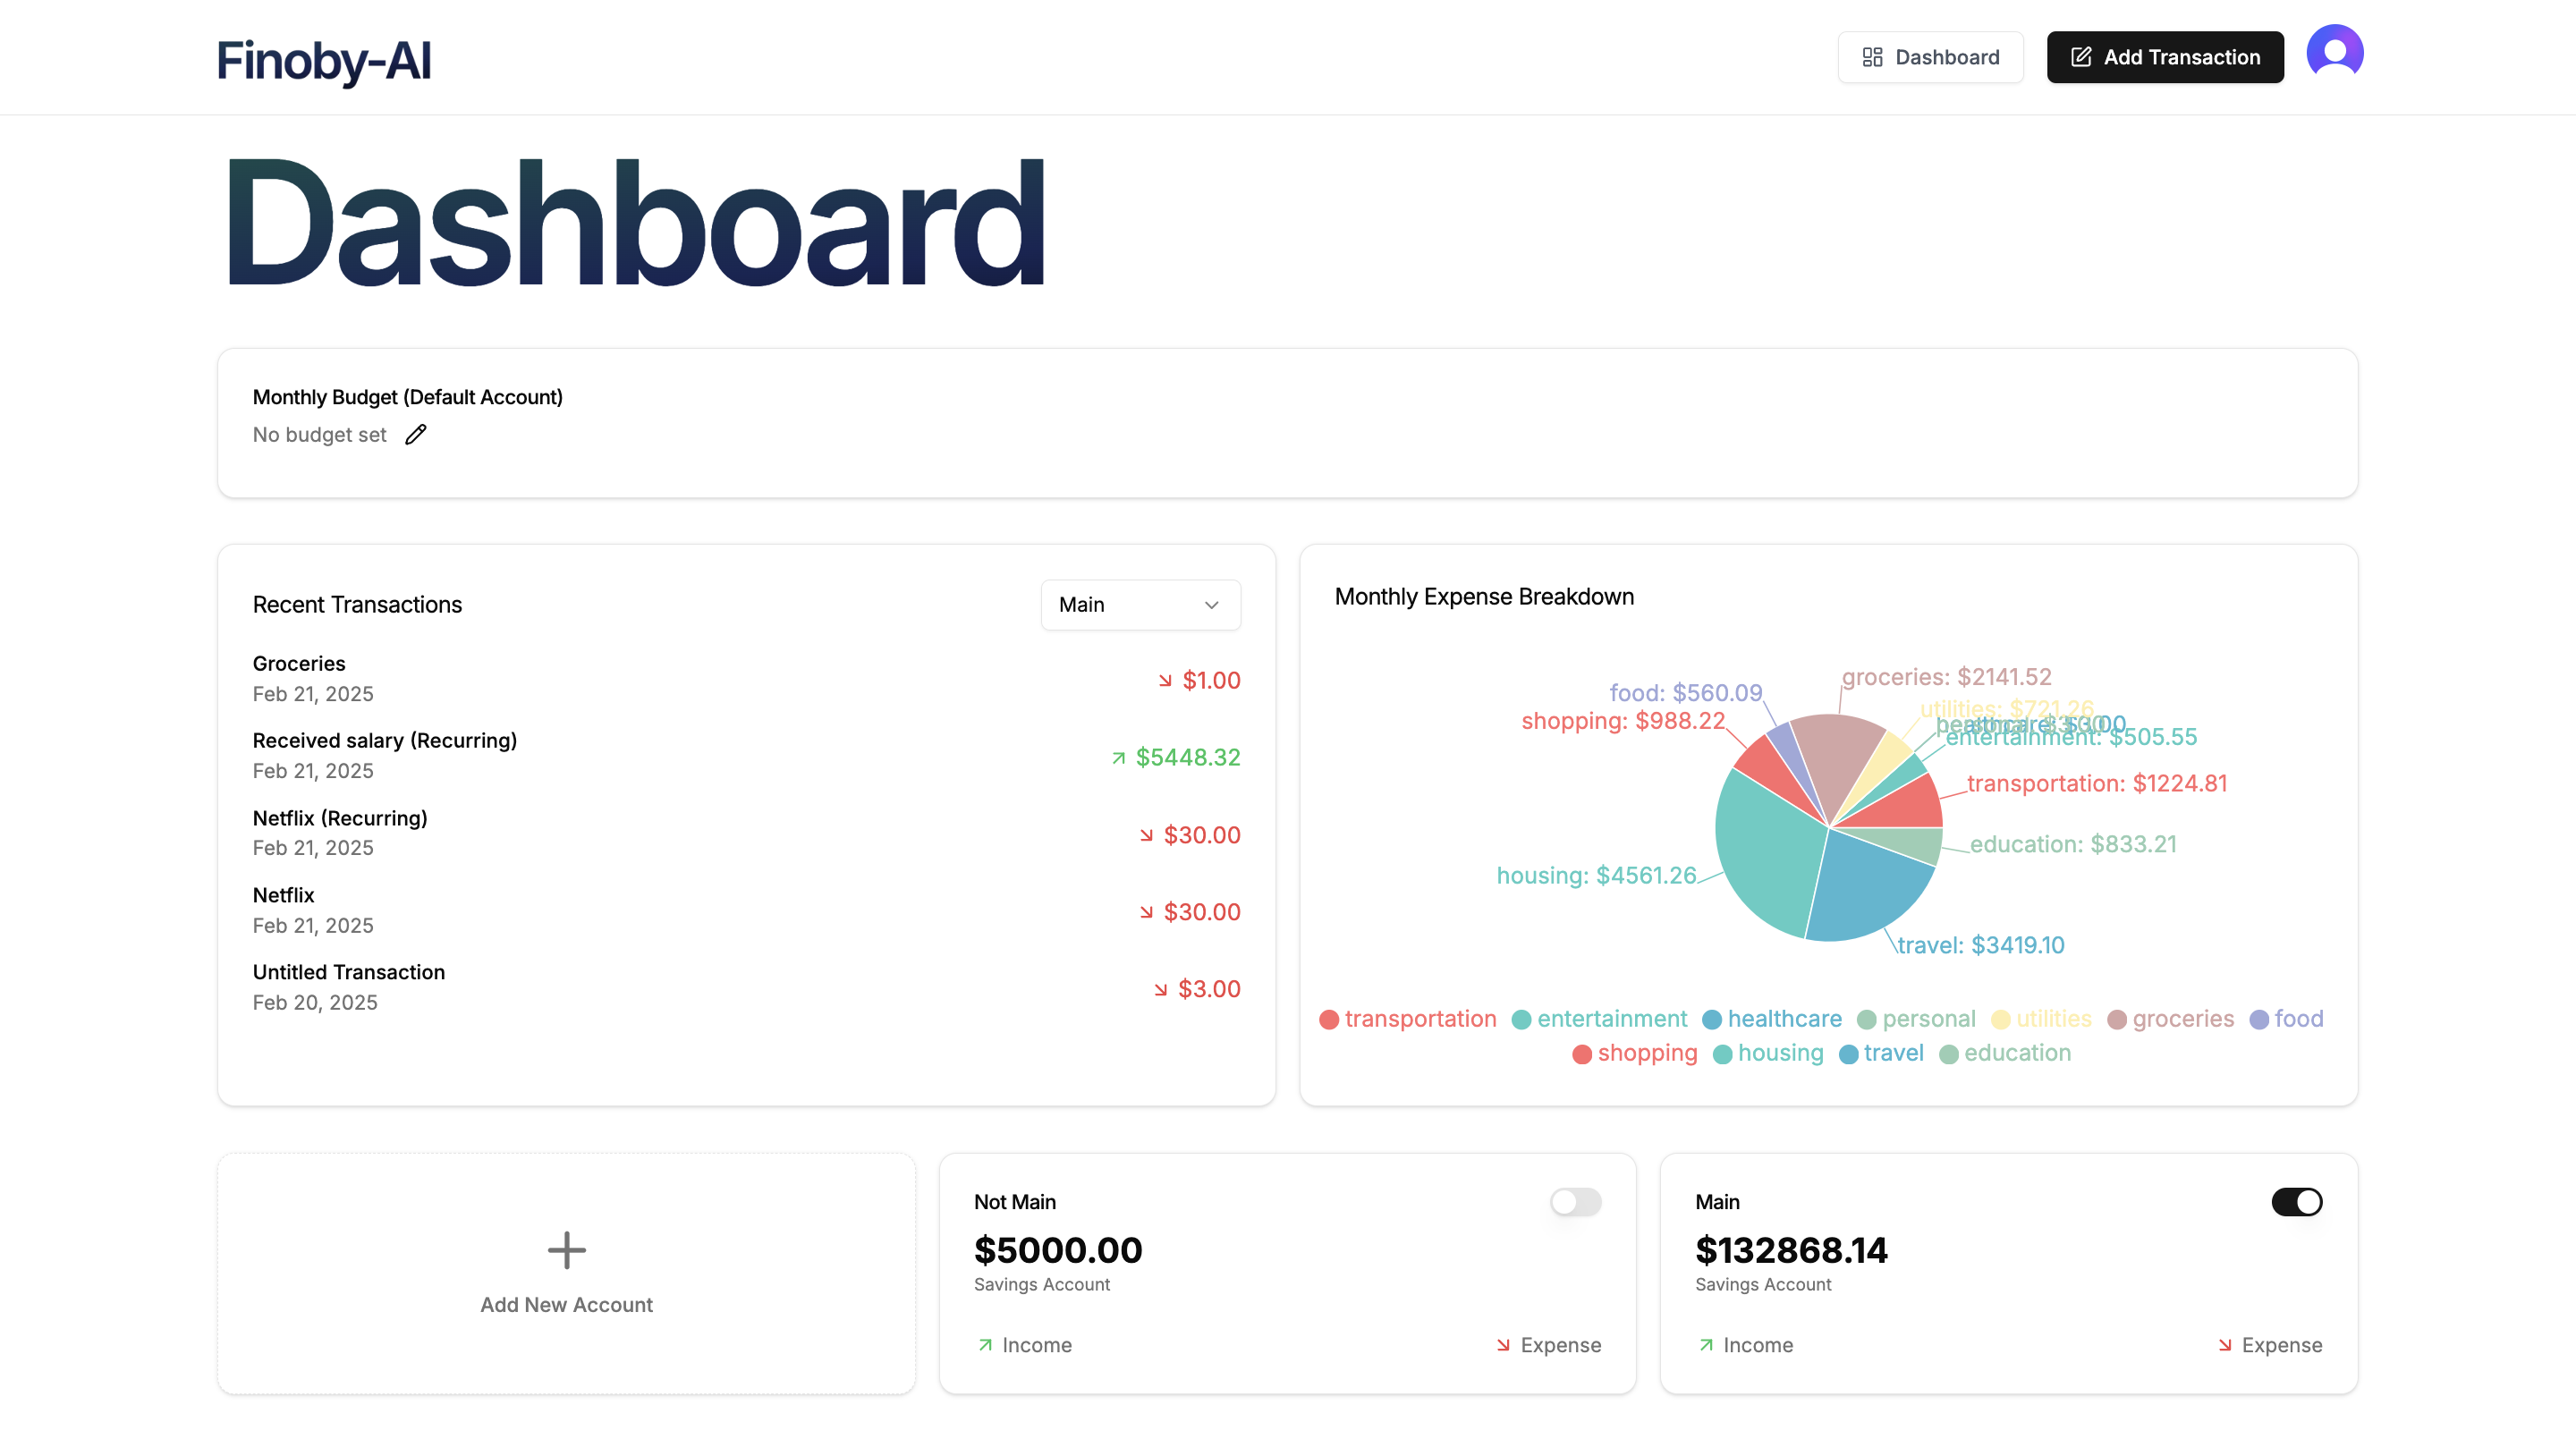 Finoby-AI
Dashboard
Add Transaction
Dashboard
Monthly Budget (Default Account)
No budget set
Recent Transactions
Main
Groceries
Feb 21, 2025
$1.00
Received salary (Recurring)
Feb 21, 2025
$5448.32
Netflix (Recurring)
Feb 21, 2025
$30.00
Netflix
Feb 21, 2025
$30.00
Untitled Transaction
Feb 20, 2025
$3.00
Monthly Expense Breakdown
groceries: $2141.52
food: $560.09
utilities: $721.26
shopping: $988.22
healthcare: $3.00
entertainment: $505.55
transportation: $1224.81
education: $833.21
housing: $4561.26
travel: $3419.10
transportation entertainment healthcare personal utilities groceries food
shopping housing travel education
Add New Account
Not Main
$5000.00
Savings Account
Income
Expense
Main
$132868.14
Savings Account
Income
Expense